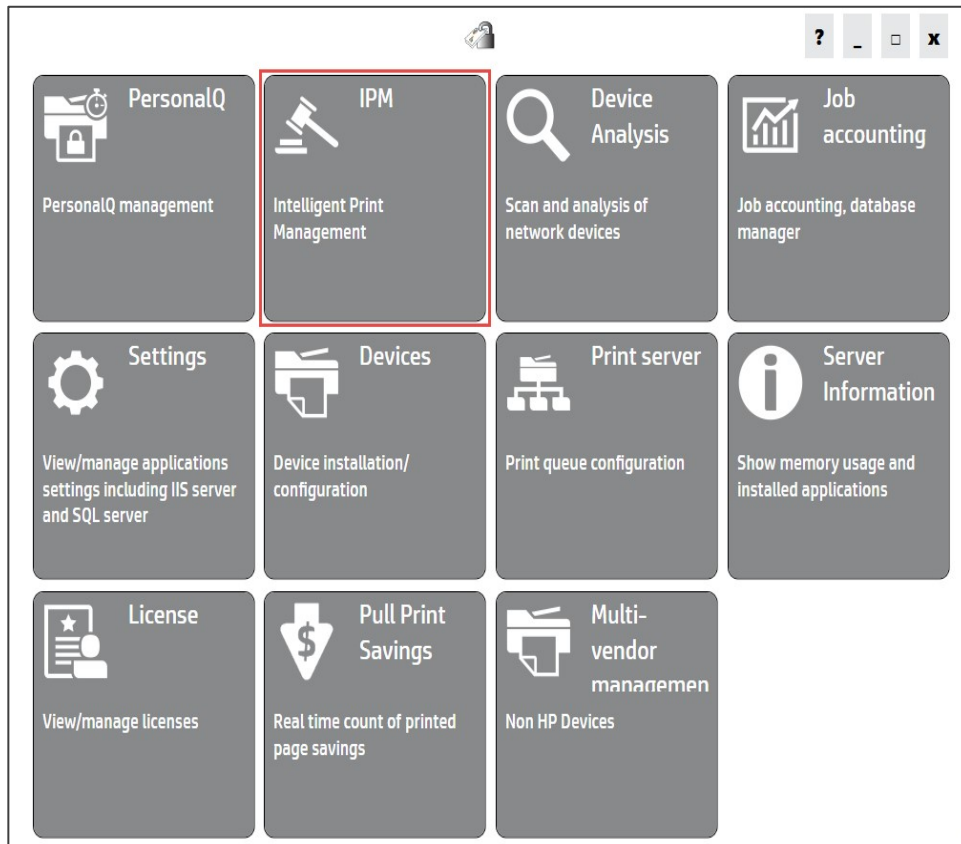 ? _ □ x
PersonalQ
PersonalQ management
IPM
Intelligent Print
Management
Device
Analysis
Scan and analysis of
network devices
Job
accounting
Job accounting, database
manager
Settings
View/manage applications
settings including IIS server
and SQL server
Devices
Device installation/
configuration
Print server
Print queue configuration
Server
Information
Show memory usage and
installed applications
License
View/manage licenses
Pull Print
Savings
$
Real time count of printed
page savings
Multi-
vendor
managemen
Non HP Devices